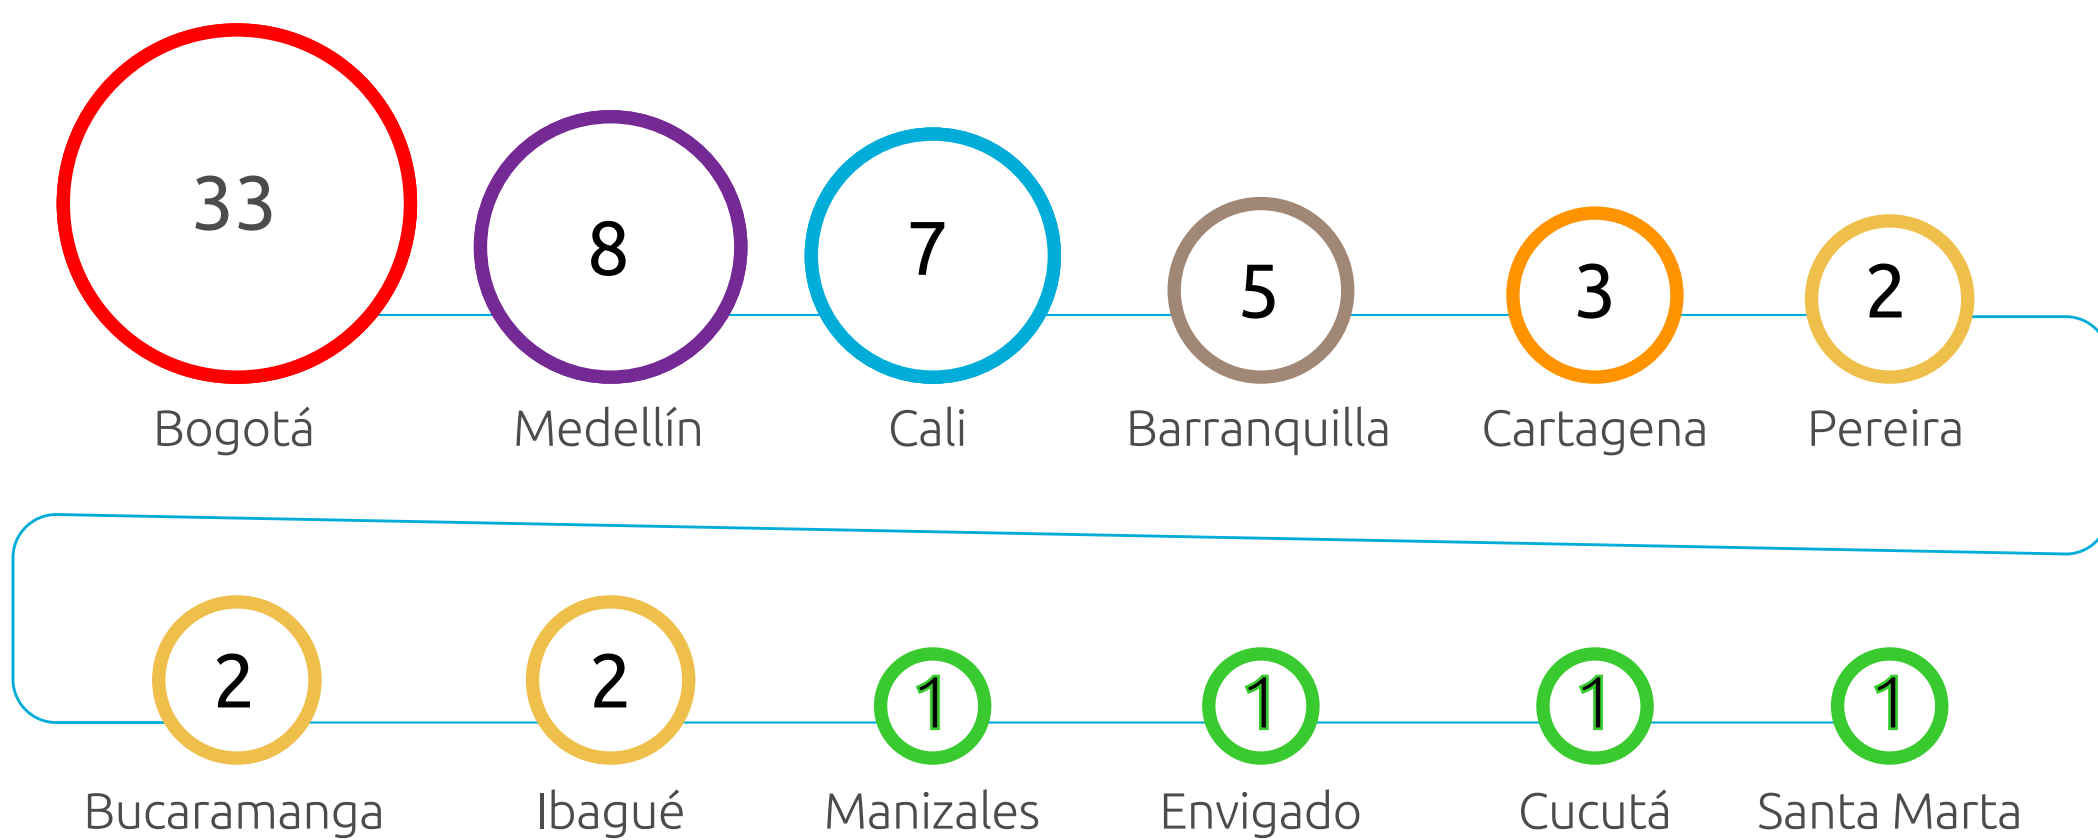 33
8
7
5
3
2
Bogotá
Medellín
Cali
Barranquilla
Cartagena
Pereira
2
2
1
1
1
1
Bucaramanga
Ibagué
Manizales
Envigado
Cucutá
Santa Marta